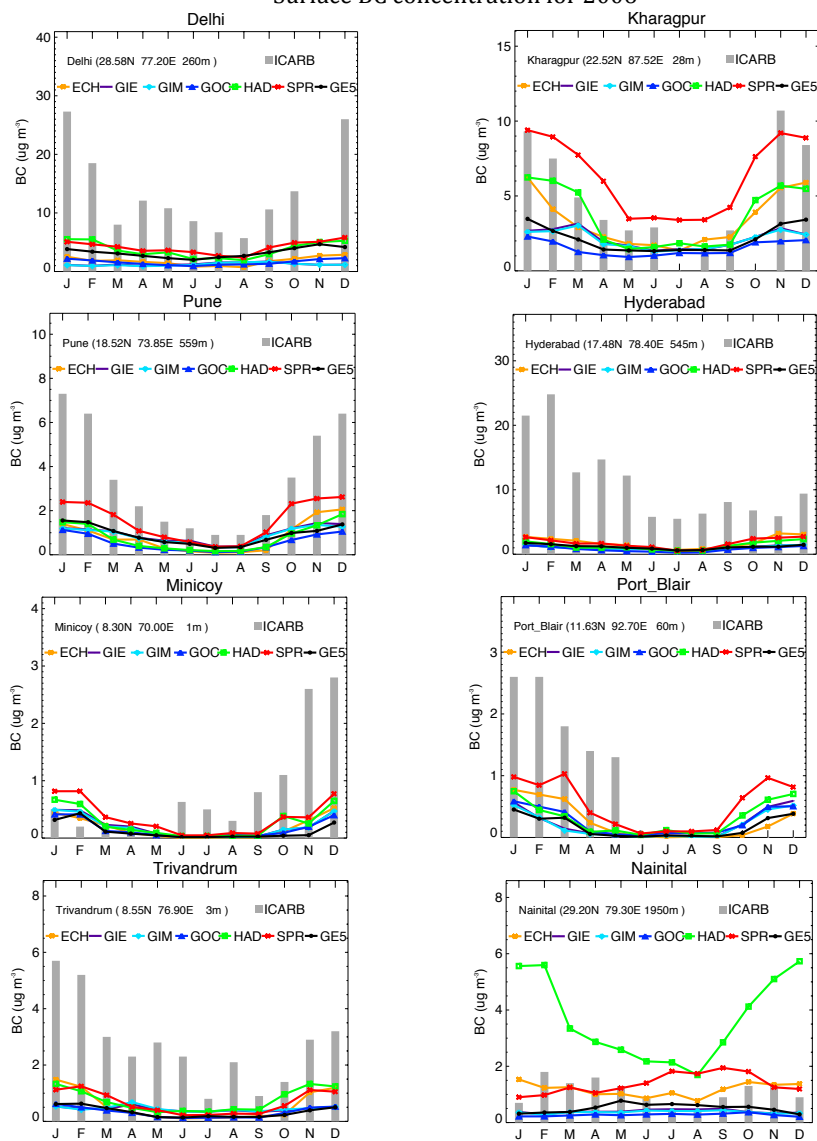 Surface BC concentration for 2006
Delhi
Delhi (28.58N 77.20E 260m)
ICARB
ECH GIE GIM GOC HAD SPR GE5
BC (ug m-3)
40
30
20
10
0
J F M A M J J A S O N D
Kharagpur
Kharagpur (22.52N 87.52E 28m)
ICARB
ECH GIE GIM GOC HAD SPR GE5
BC (ug m-3)
15
10
5
0
J F M A M J J A S O N D
Pune
Pune (18.52N 73.85E 559m)
ICARB
ECH GIE GIM GOC HAD SPR GE5
BC (ug m-3)
10
8
6
4
2
0
J F M A M J J A S O N D
Hyderabad
Hyderabad (17.48N 78.40E 545m)
ICARB
ECH GIE GIM GOC HAD SPR GE5
BC (ug m-3)
30
20
10
0
J F M A M J J A S O N D
Minicoy
Minicoy ( 8.30N 70.00E 1m)
ICARB
ECH GIE GIM GOC HAD SPR GE5
BC (ug m-3)
4
3
2
1
0
J F M A M J J A S O N D
Port_Blair
Port_Blair (11.63N 92.70E 60m)
ICARB
ECH GIE GIM GOC HAD SPR GE5
BC (ug m-3)
3
2
1
0
J F M A M J J A S O N D
Trivandrum
Trivandrum ( 8.55N 76.90E 3m)
ICARB
ECH GIE GIM GOC HAD SPR GE5
BC (ug m-3)
8
6
4
2
0
J F M A M J J A S O N D
Nainital
Nainital (29.20N 79.30E 1950m)
ICARB
ECH GIE GIM GOC HAD SPR GE5
BC (ug m-3)
8
6
4
2
0
J F M A M J J A S O N D